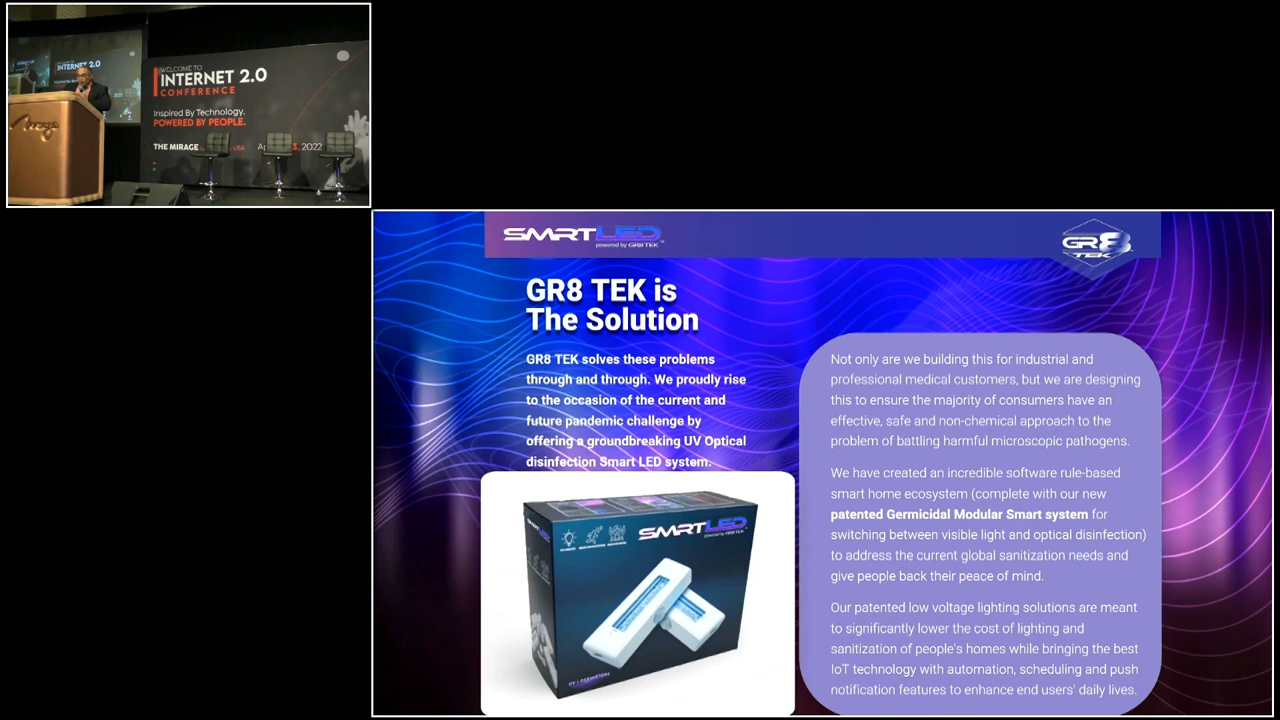 WELCOME TO
INTERNET 2.0
CONFERENCE
Inspired By Technology.
POWERED BY PEOPLE.
THE MIRAGE
2022
INTERNET 2.0
Mirage
SMRTLED
powered by GR8TEK
GR8
TEK
GR8 TEK is
The Solution
GR8 TEK solves these problems
through and through. We proudly rise
to the occasion of the current and
future pandemic challenge by
offering a groundbreaking UV Optical
disinfection Smart LED system.
SMRTLED
powered by GR8TEK
UV | GERMICIDAL
Not only are we building this for industrial and
professional medical customers, but we are designing
this to ensure the majority of consumers have an
effective, safe and non-chemical approach to the
problem of battling harmful microscopic pathogens.
We have created an incredible software rule-based
smart home ecosystem (complete with our new
patented Germicidal Modular Smart system for
switching between visible light and optical disinfection)
to address the current global sanitization needs and
give people back their peace of mind.
Our patented low voltage lighting solutions are meant
to significantly lower the cost of lighting and
sanitization of people's homes while bringing the best
IoT technology with automation, scheduling and push
notification features to enhance end users' daily lives.